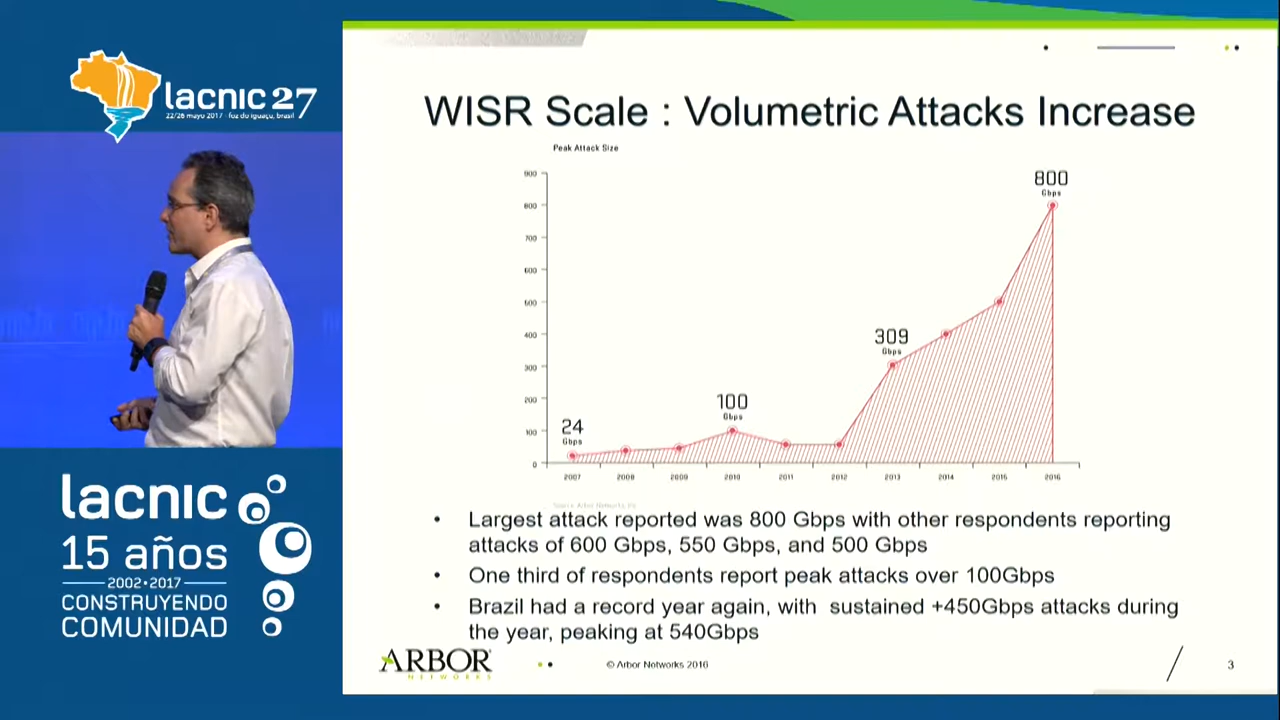 lacnic 27
22/26 mayo 2017 - foz do iguaçu, brasil
WISR Scale : Volumetric Attacks Increase
Peak Attack Size
900
800
700
600
500
400
300
200
100
0
24
Gbps
100
Gbps
309
Gbps
800
Gbps
2007 2008 2009 2010 2011 2012 2013 2014 2015 2016
• Largest attack reported was 800 Gbps with other respondents reporting
attacks of 600 Gbps, 550 Gbps, and 500 Gbps
• One third of respondents report peak attacks over 100Gbps
• Brazil had a record year again, with sustained +450Gbps attacks during
the year, peaking at 540Gbps
ARBOR
NETWORKS
© Arbor Networks 2016
3
lacnic
15 años
2002•2017
CONSTRUYENDO
COMUNIDAD